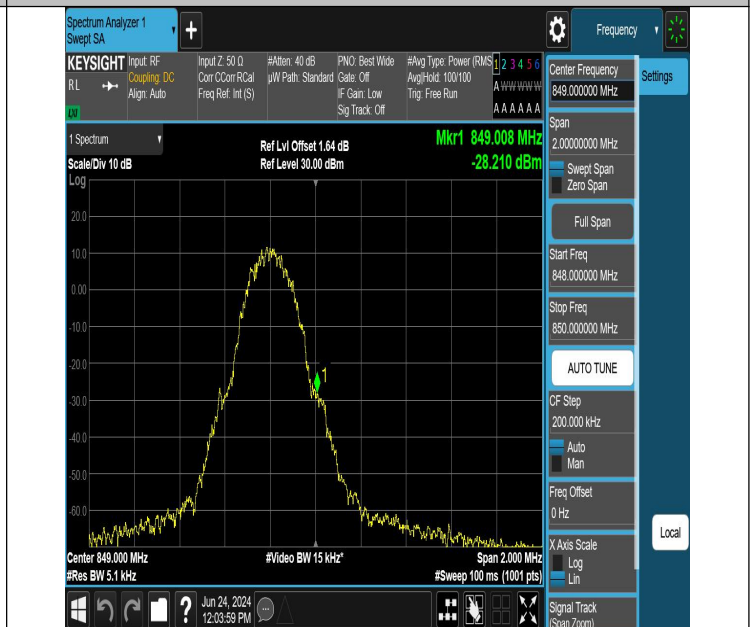 Spectrum Analyzer 1
Swept SA
+
Frequency
KEYSIGHT
RL
LXI
Input: RF
Coupling: DC
Align: Auto
Input Z: 50 Ω
Corr CCorr RCal
Freq Ref: Int (S)
#Atten: 40 dB
µW Path: Standard
PNO: Best Wide
Gate: Off
IF Gain: Low
Sig Track: Off
#Avg Type: Power (RMS
Avg|Hold: 100/100
Trig: Free Run
1 2 3 4 5 6
A W W W W W
A A A A A A
1 Spectrum
Scale/Div 10 dB
Log
Ref Lvl Offset 1.64 dB
Ref Level 30.00 dBm
Mkr1 849.008 MHz
-28.210 dBm
20.0
10.0
0.00
-10.0
-20.0
-30.0
-40.0
-50.0
-60.0
1
Center 849.000 MHz
#Res BW 5.1 kHz
#Video BW 15 kHz*
Span 2.000 MHz
#Sweep 100 ms (1001 pts)
?
Jun 24, 2024
12:03:59 PM
Center Frequency
849.000000 MHz
Settings
Span
2.00000000 MHz
Swept Span
Zero Span
Full Span
Start Freq
848.000000 MHz
Stop Freq
850.000000 MHz
AUTO TUNE
CF Step
200.000 kHz
Auto
Man
Freq Offset
0 Hz
X Axis Scale
Log
Lin
Local
Signal Track
(Span Zoom)